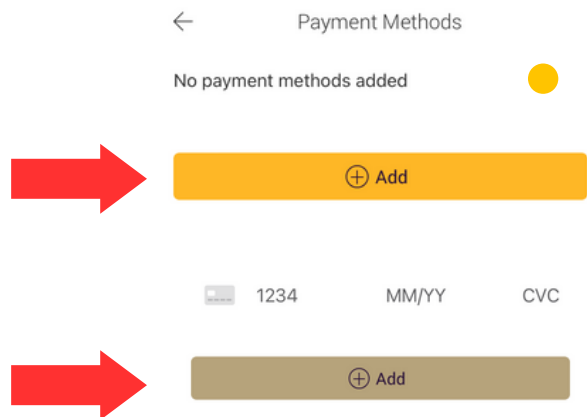 Payment Methods
No payment methods added
Add
1234 MM/YY CVC
Add